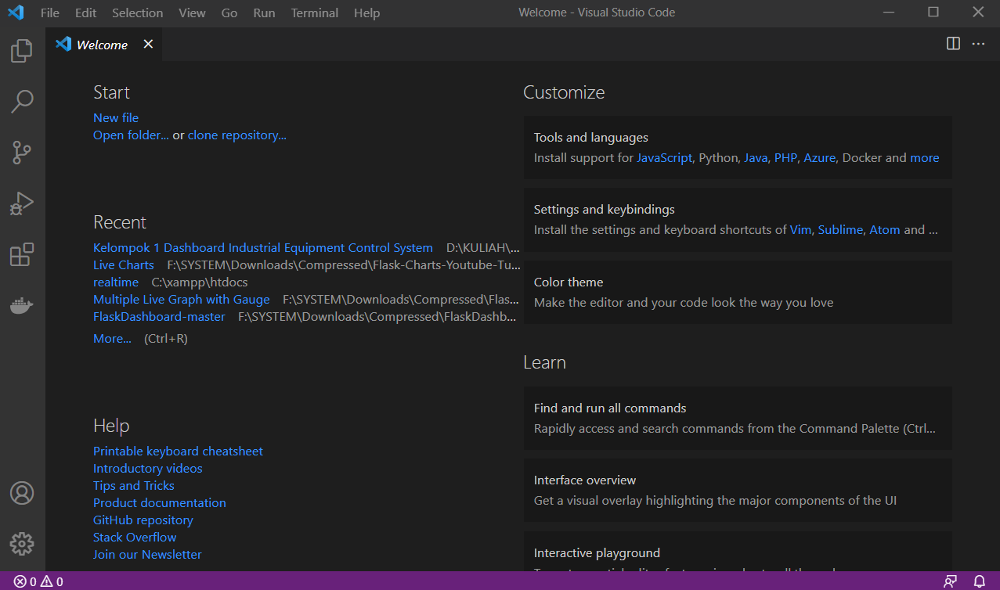 File Edit Selection View Go Run Terminal Help Welcome - Visual Studio Code
Welcome
Start
New file
Open folder... or clone repository...
Recent
Kelompok 1 Dashboard Industrial Equipment Control System D:\KULIAH\...
Live Charts F:\SYSTEM\Downloads\Compressed\Flask-Charts-Youtube-Tu...
realtime C:\xampp\htdocs
Multiple Live Graph with Gauge F:\SYSTEM\Downloads\Compressed\Flas...
FlaskDashboard-master F:\SYSTEM\Downloads\Compressed\FlaskDashb...
More... (Ctrl+R)
Help
Printable keyboard cheatsheet
Introductory videos
Tips and Tricks
Product documentation
GitHub repository
Stack Overflow
Join our Newsletter
Customize
Tools and languages
Install support for JavaScript, Python, Java, PHP, Azure, Docker and more
Settings and keybindings
Install the settings and keyboard shortcuts of Vim, Sublime, Atom and ...
Color theme
Make the editor and your code look the way you love
Learn
Find and run all commands
Rapidly access and search commands from the Command Palette (Ctrl...
Interface overview
Get a visual overlay highlighting the major components of the UI
Interactive playground
0 0